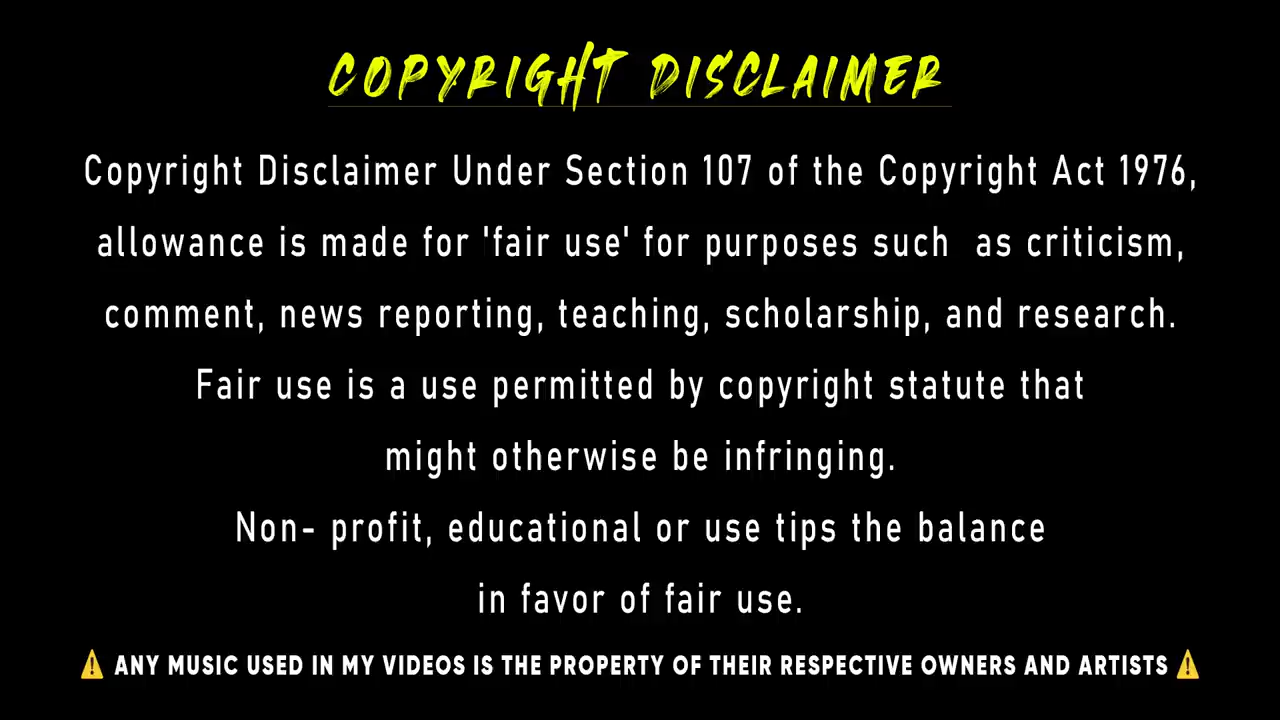 COPYRIGHT DISCLAIMER
Copyright Disclaimer Under Section 107 of the Copyright Act 1976,
allowance is made for 'fair use' for purposes such  as criticism,
comment, news reporting, teaching, scholarship, and research.
Fair use is a use permitted by copyright statute that
might otherwise be infringing.
Non- profit, educational or use tips the balance
in favor of fair use.
⚠️ ANY MUSIC USED IN MY VIDEOS IS THE PROPERTY OF THEIR RESPECTIVE OWNERS AND ARTISTS ⚠️